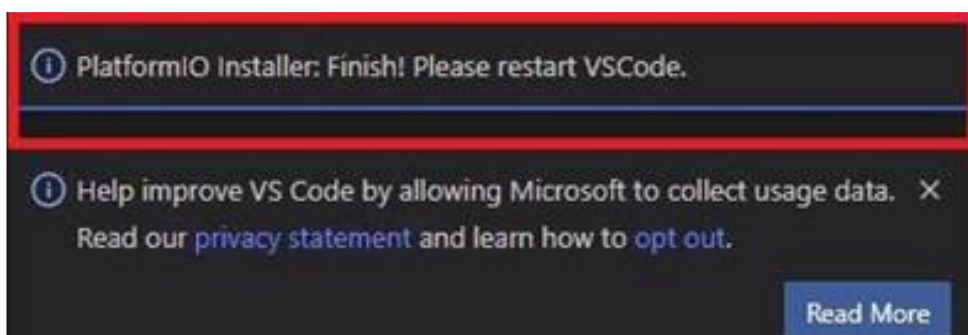 PlatformIO Installer: Finish! Please restart VSCode.
Help improve VS Code by allowing Microsoft to collect usage data.
Read our privacy statement and learn how to opt out.
Read More